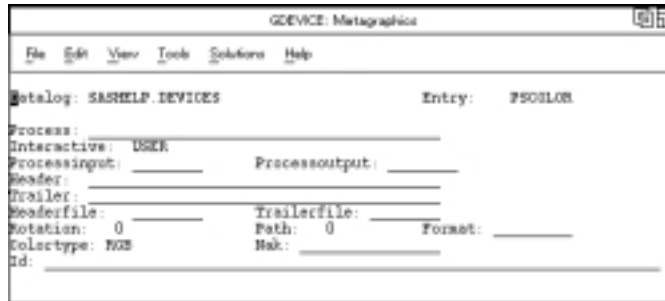 GDEVICE: Metagraphics
File Edit View Tools Solutions Help
Catalog: SASHELP.DEVICES Entry: PSCOLOR
Process:
Interactive: USER
Processinput: Processoutput:
Header:
Trailer:
Headerfile: Trailerfile:
Rotation: 0 Path: 0 Format:
Colortype: RGB Nak:
Id: